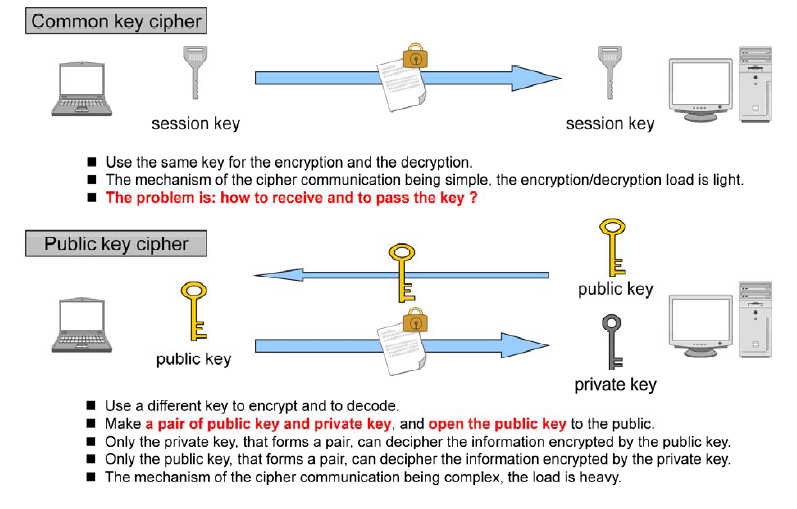 Common key cipher
session key
session key
■ Use the same key for the encryption and the decryption.
■ The mechanism of the cipher communication being simple, the encryption/decryption load is light.
■ The problem is: how to receive and to pass the key ?
Public key cipher
public key
public key
private key
■ Use a different key to encrypt and to decode.
■ Make a pair of public key and private key, and open the public key to the public.
■ Only the private key, that forms a pair, can decipher the information encrypted by the public key.
■ Only the public key, that forms a pair, can decipher the information encrypted by the private key.
■ The mechanism of the cipher communication being complex, the load is heavy.